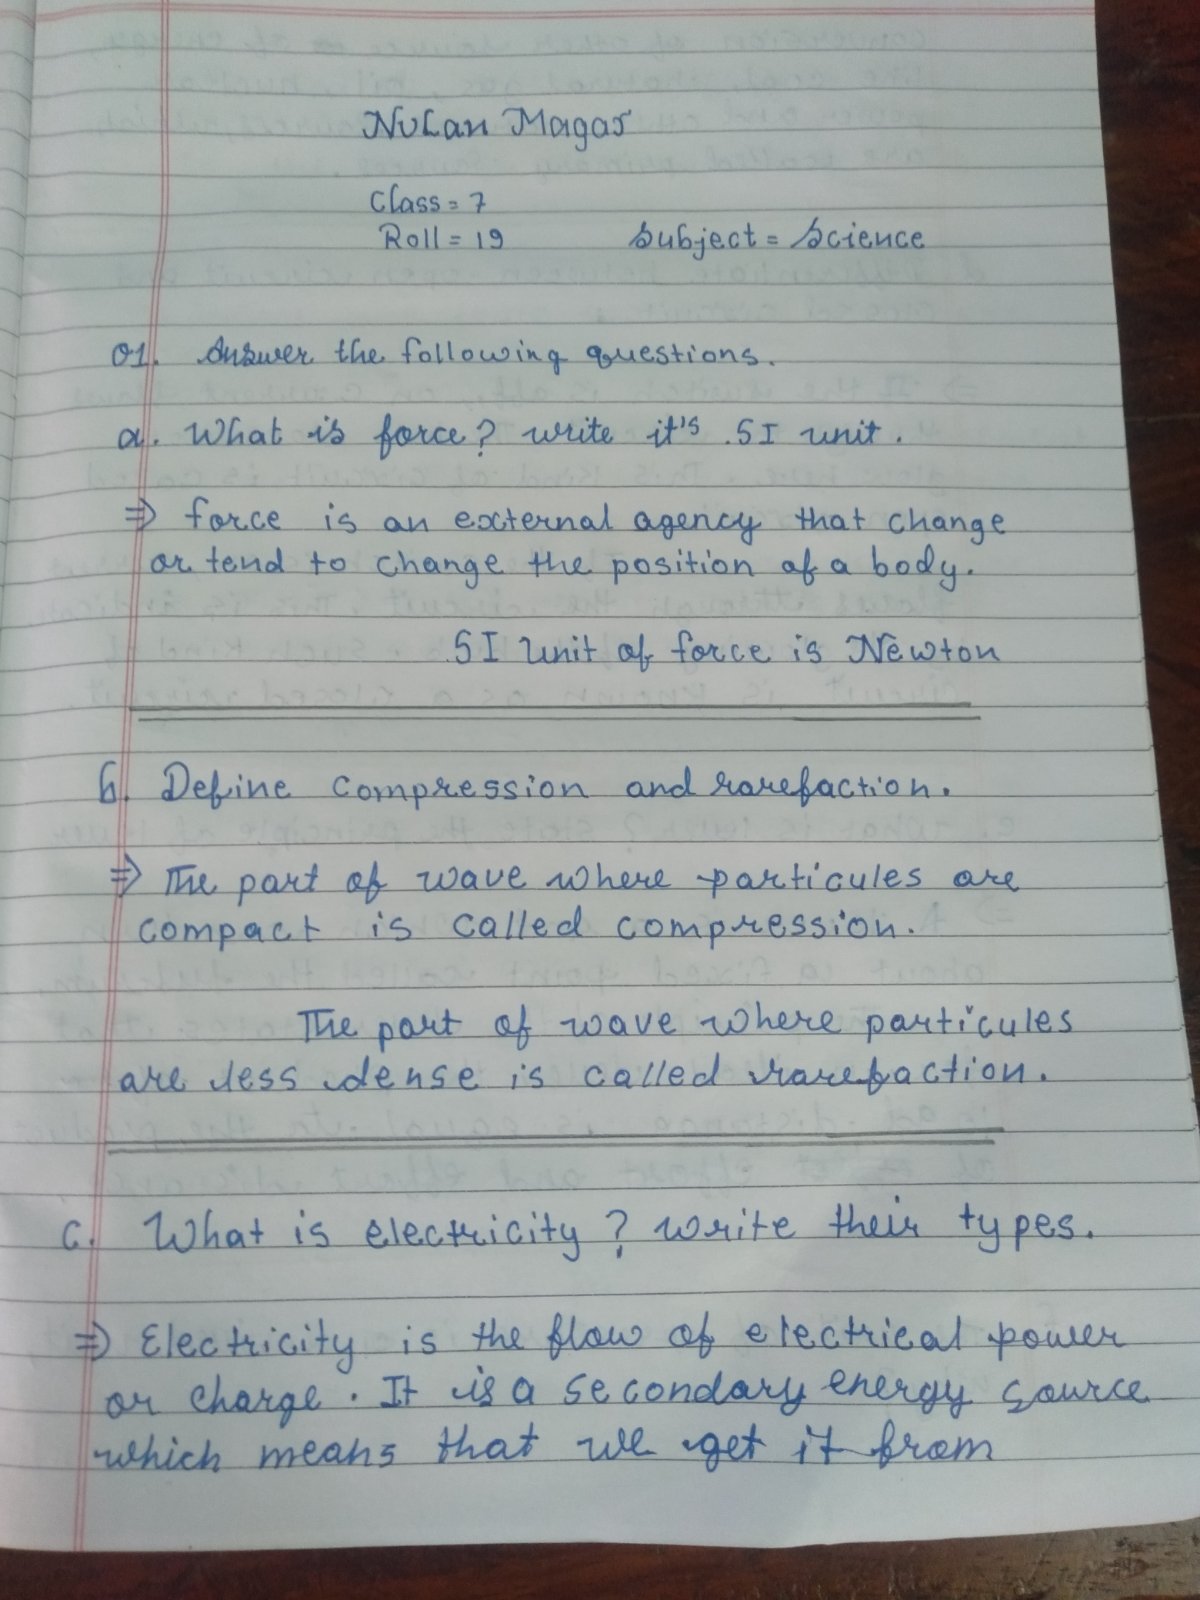 Nulan Magar
Class = 7
Roll = 19 Subject = Science
01. Answer the following questions.
a. What is force? write it's SI unit.
⇒ force is an external agency that change
or tend to change the position of a body.
SI Unit of force is Newton
b. Define compression and rarefaction.
⇒ The part of wave where particules are
compact is called compression.
The part of wave where particules
are less dense is called rarefaction.
c. What is electricity? write their types.
⇒ Electricity is the flow of electrical power
or charge. It is a secondary energy source
which means that we get it from